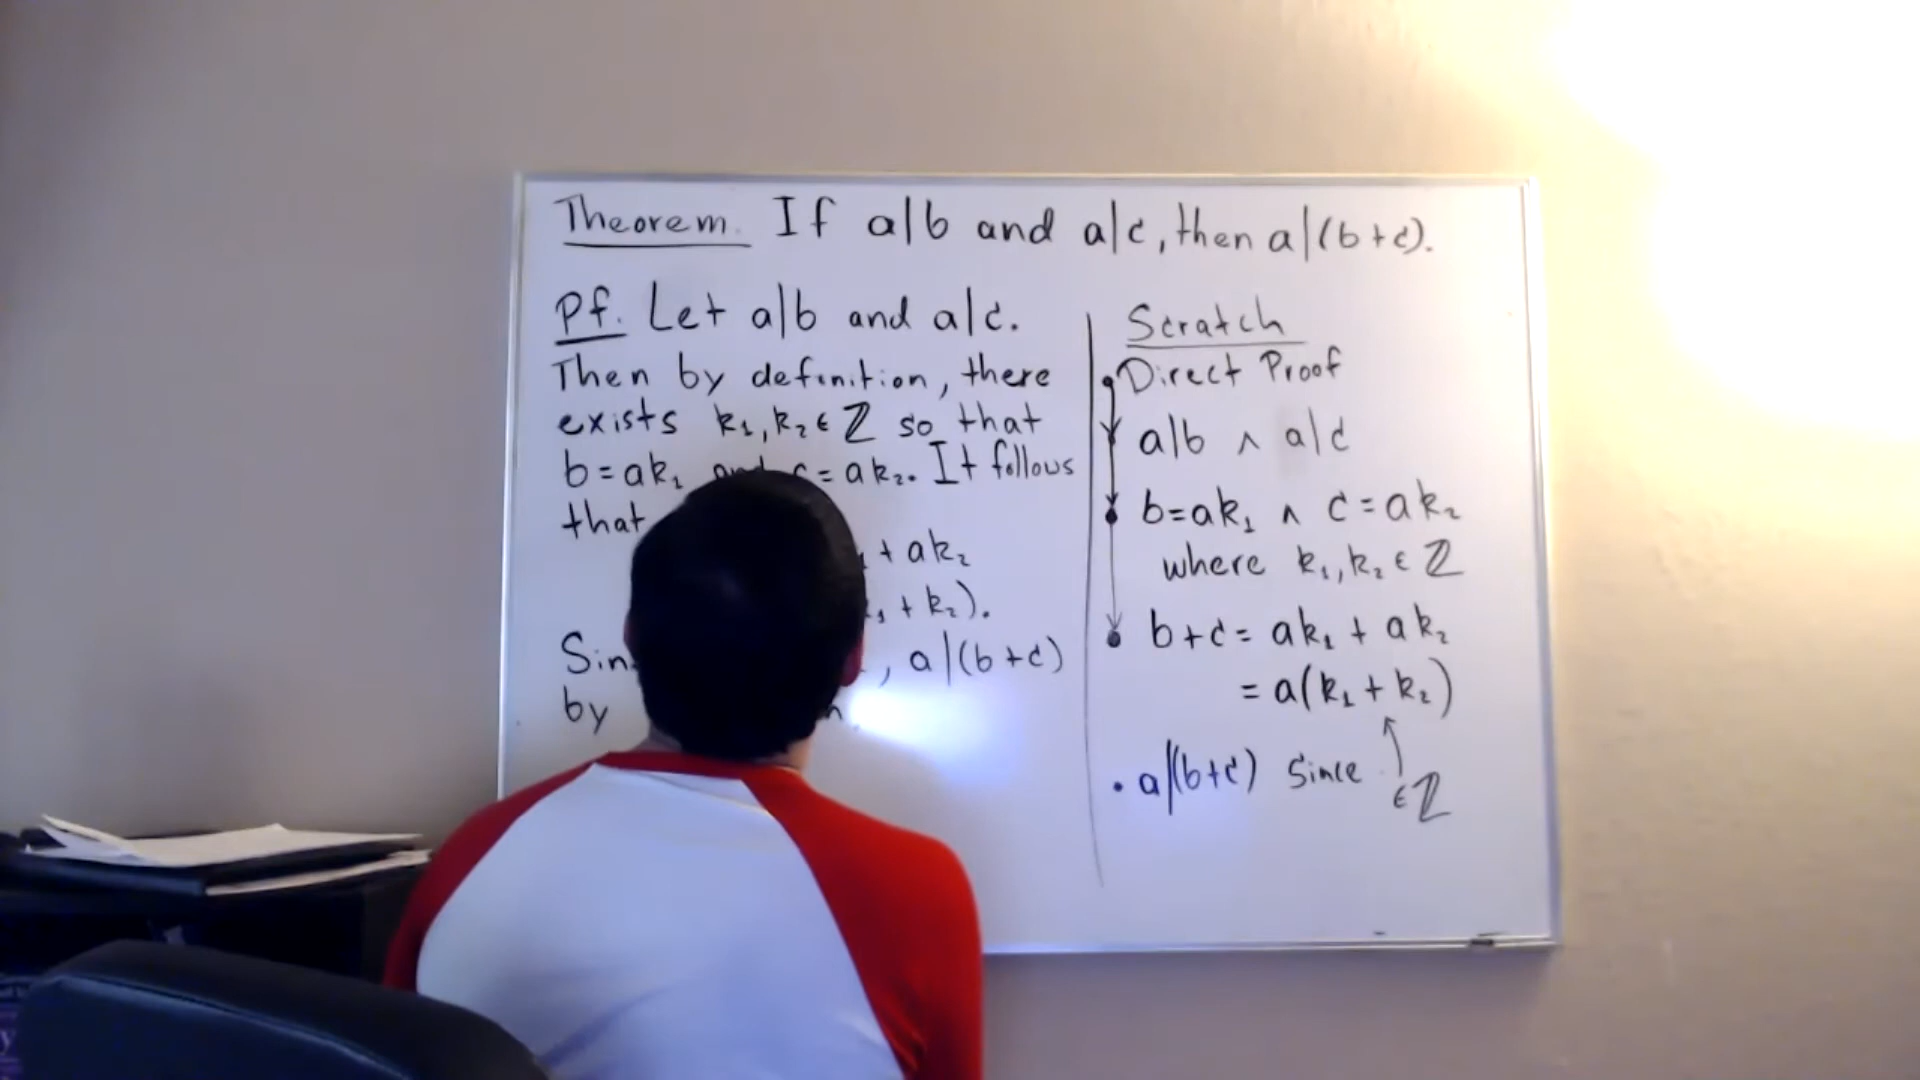 Theorem. If a|b and a|c, then a|(b+c).
Pf. Let a|b and a|c.
Then by definition, there
exists k₁, k₂ ∈ ℤ so that
b = ak₁ and c = ak₂. It follows
that
+ ak₂
+ k₂).
, a|(b+c)
by
Scratch
Direct Proof
a|b ∧ a|c
b=ak₁ ∧ c=ak₂
where k₁, k₂ ∈ ℤ
b+c = ak₁ + ak₂
= a(k₁ + k₂)
• a|(b+c) since
∈ ℤ